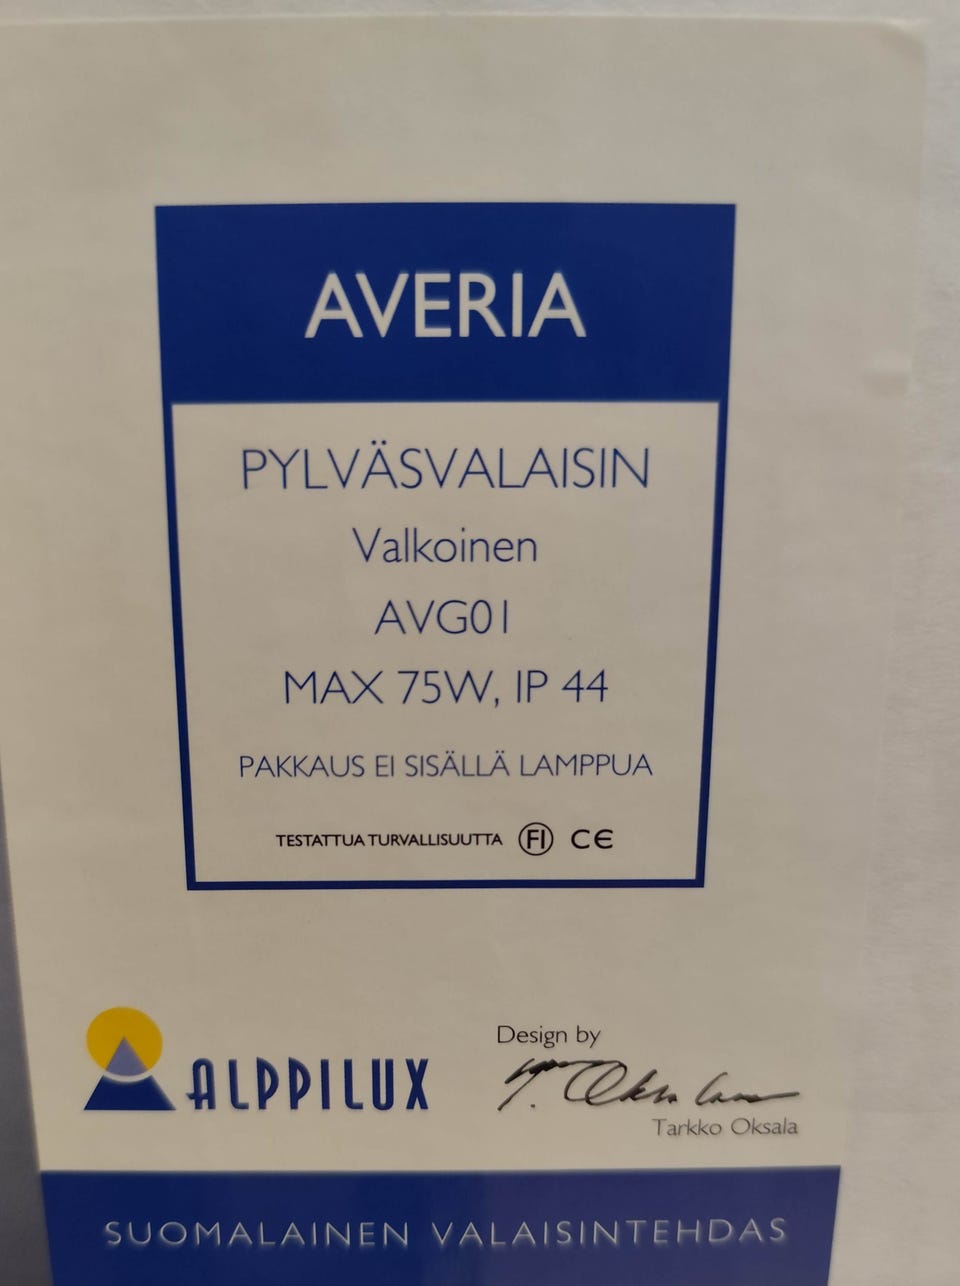 AVERIA
PYLVÄSVALAISIN
Valkoinen
AVG01
MAX 75W, IP 44
PAKKAUS EI SISÄLLÄ LAMPPUA
TESTATTUA TURVALLISUUTTA FI CE
ALPPILUX
Design by
T. Oksala
Tarkko Oksala
SUOMALAINEN VALAISINTEHDAS